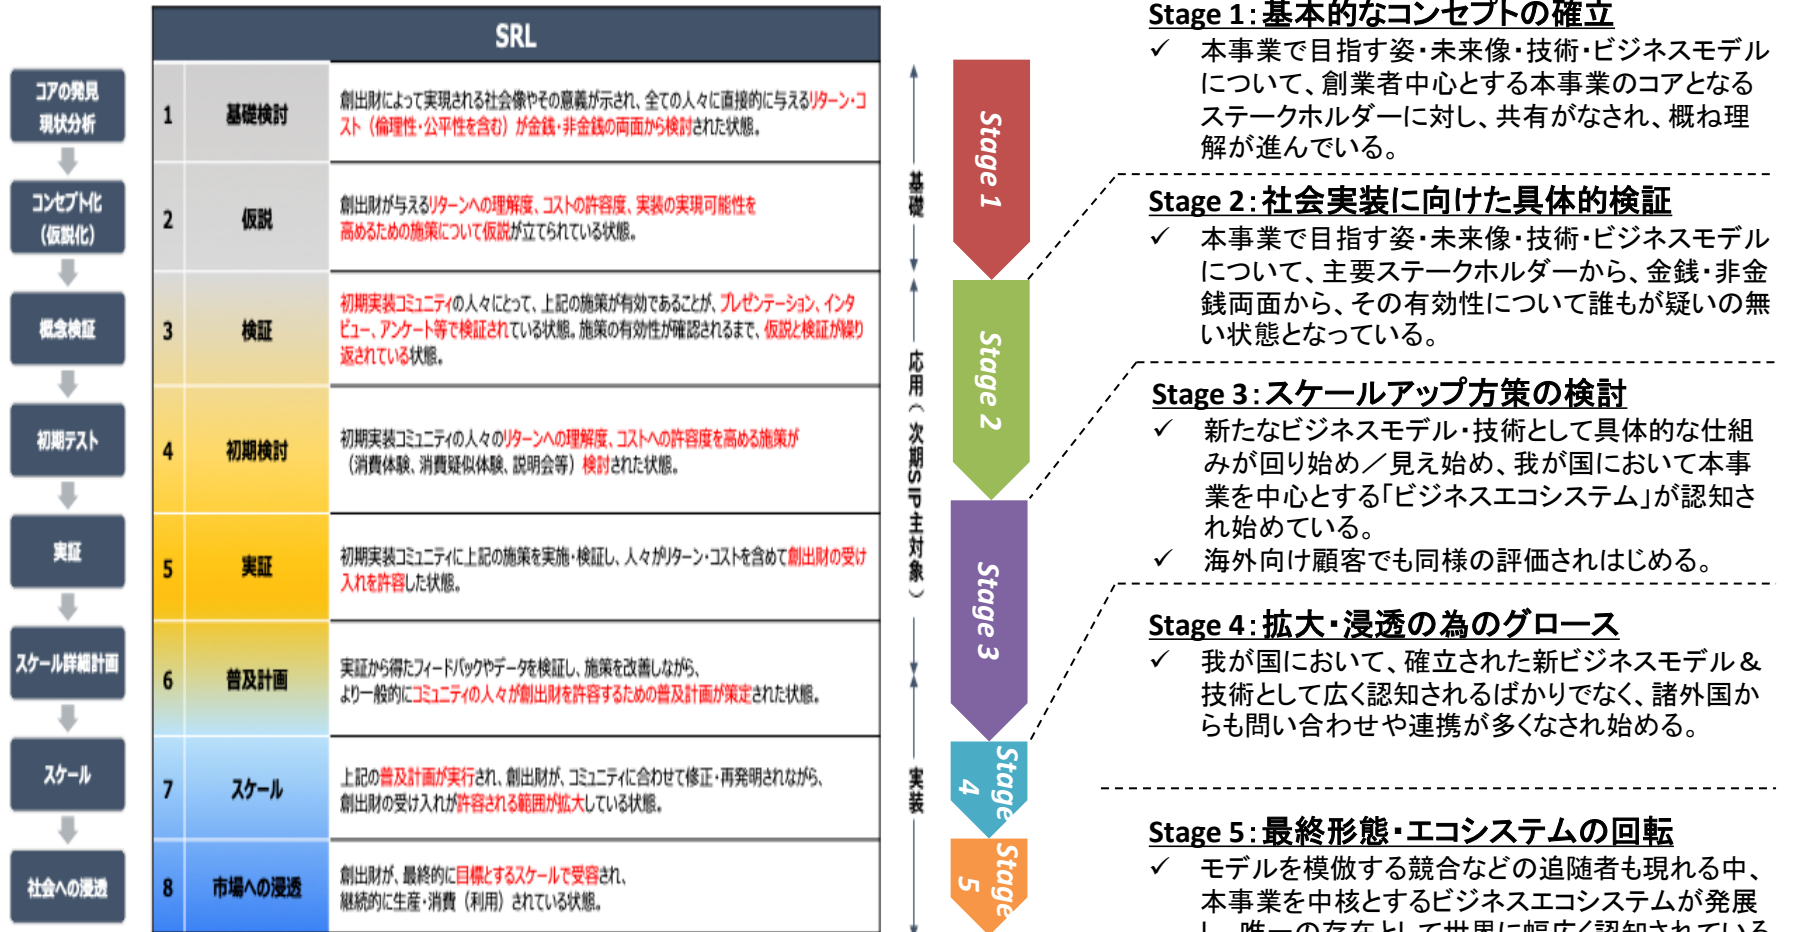 コアの発見
現状分析
コンセプト化
(仮説化)
概念検証
初期テスト
実証
スケール詳細計画
スケール
社会への浸透
SRL
1
基礎検討
創出財によって実現される社会像やその意義が示され、全ての人々に直接的に与えるリターン・コ
スト（倫理性・公平性を含む）が金銭・非金銭の両面から検討された状態。
2
仮説
創出財が与えるリターンへの理解度、コストの許容度、実装の実現可能性を
高めるための施策について仮説が立てられている状態。
3
検証
初期実装コミュニティの人々にとって、上記の施策が有効であることが、プレゼンテーション、インタ
ビュー、アンケート等で検証されている状態。施策の有効性が確認されるまで、仮説と検証が繰り
返されている状態。
4
初期検討
初期実装コミュニティの人々のリターンへの理解度、コストへの許容度を高める施策が
（消費体験、消費疑似体験、説明会等）検討された状態。
5
実証
初期実装コミュニティに上記の施策を実施・検証し、人々がリターン・コストを含めて創出財の受け
入れを許容した状態。
6
普及計画
実証から得たフィードバックやデータを検証し、施策を改善しながら、
より一般的にコミュニティの人々が創出財を許容するための普及計画が策定された状態。
7
スケール
上記の普及計画が実行され、創出財が、コミュニティに合わせて修正・再発明されながら、
創出財の受け入れが許容される範囲が拡大している状態。
8
市場への浸透
創出財が、最終的に目標とするスケールで受容され、
継続的に生産・消費（利用）されている状態。
基礎
応用（次期SIP主対象）
実装
Stage 1
Stage 2
Stage 3
Stage
4
Stage
5
Stage 1：基本的なコンセプトの確立
✓ 本事業で目指す姿・未来像・技術・ビジネスモデル
について、創業者中心とする本事業のコアとなる
ステークホルダーに対し、共有がなされ、概ね理
解が進んでいる。
Stage 2：社会実装に向けた具体的検証
✓ 本事業で目指す姿・未来像・技術・ビジネスモデル
について、主要ステークホルダーから、金銭・非金
銭両面から、その有効性について誰もが疑いの無
い状態となっている。
Stage 3：スケールアップ方策の検討
✓ 新たなビジネスモデル・技術として具体的な仕組
みが回り始め／見え始め、我が国において本事
業を中心とする「ビジネスエコシステム」が認知さ
れ始めている。
✓ 海外向け顧客でも同様の評価されはじめる。
Stage 4：拡大・浸透の為のグロース
✓ 我が国において、確立された新ビジネスモデル＆
技術として広く認知されるばかりでなく、諸外国か
らも問い合わせや連携が多くなされ始める。
Stage 5：最終形態・エコシステムの回転
✓ モデルを模倣する競合などの追随者も現れる中、
本事業を中核とするビジネスエコシステムが発展
し、唯一の存在として世界に幅広く認知されている